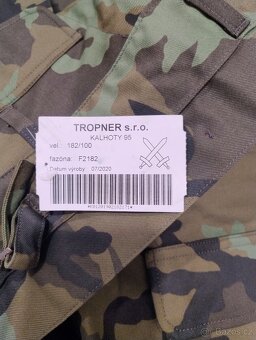 TROPNER s.r.o.
KALHOTY 95
vel.: 182/100
fazóna: F2182
Datum výroby: 07/2020